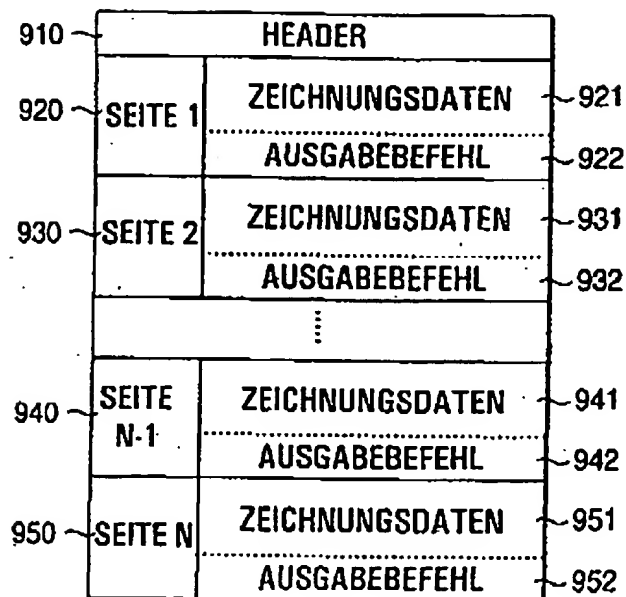 910 HEADER
920 SEITE 1 ZEICHNUNGSDATEN 921
AUSGABEBEFEHL 922
930 SEITE 2 ZEICHNUNGSDATEN 931
AUSGABEBEFEHL 932
940 SEITE N-1 ZEICHNUNGSDATEN 941
AUSGABEBEFEHL 942
950 SEITE N ZEICHNUNGSDATEN 951
AUSGABEBEFEHL 952